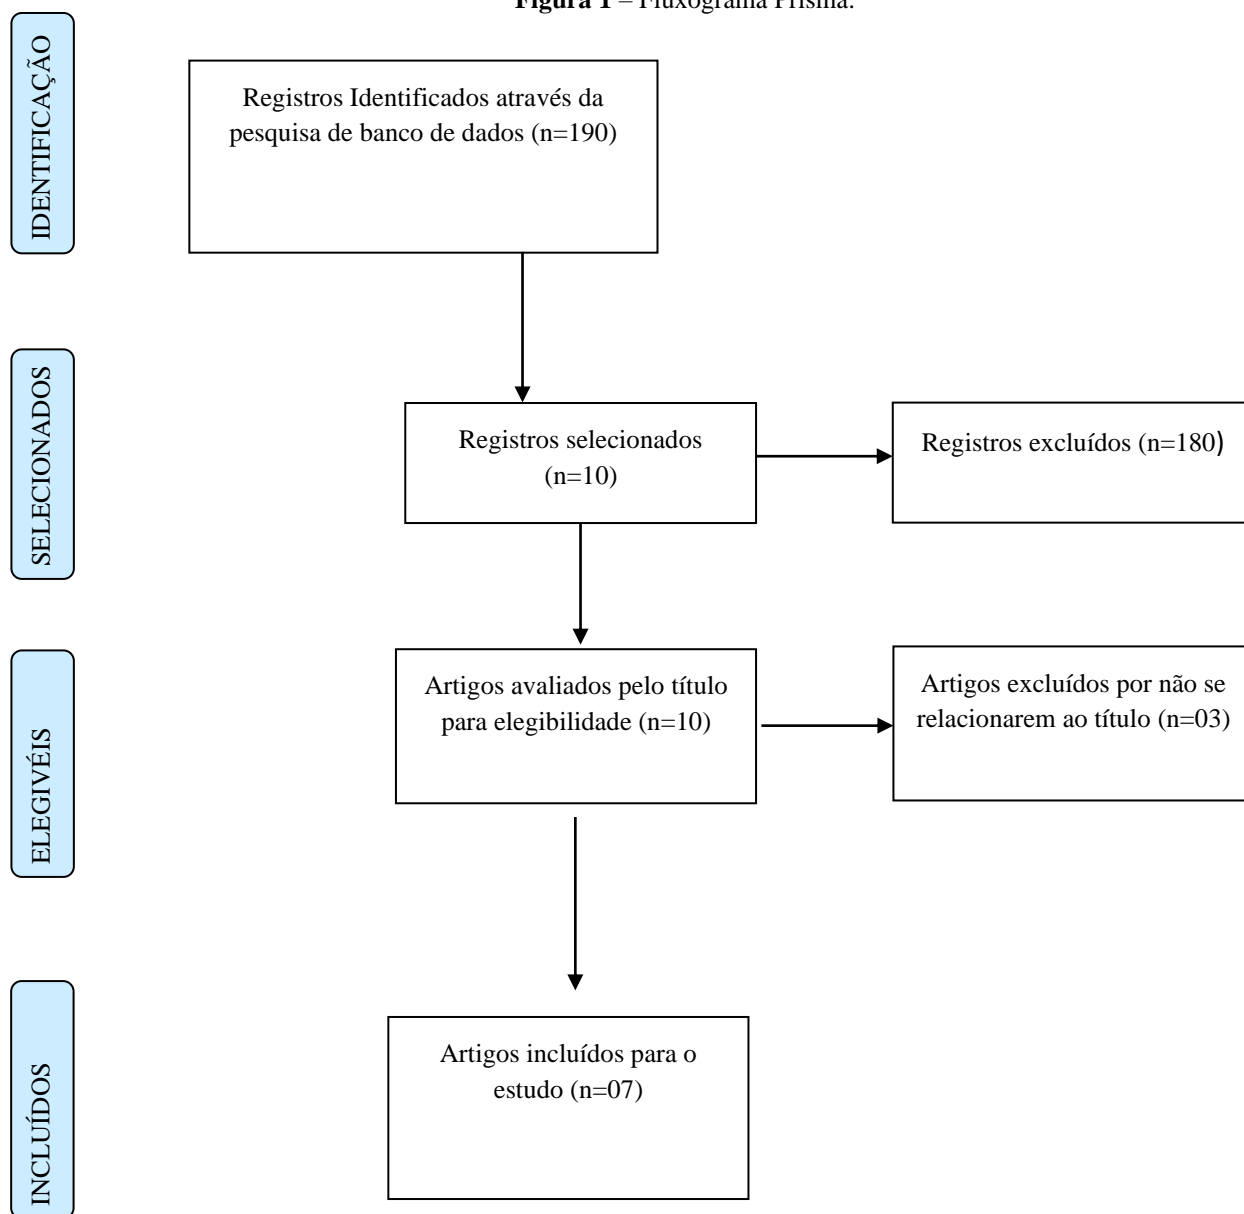 Figura 1 – Fluxograma Prisma.
IDENTIFICAÇÃO
Registros Identificados através da
pesquisa de banco de dados (n=190)
SELECIONADOS
Registros selecionados
(n=10)
Registros excluídos (n=180)
ELEGIVÉIS
Artigos avaliados pelo título
para elegibilidade (n=10)
Artigos excluídos por não se
relacionarem ao título (n=03)
INCLUÍDOS
Artigos incluídos para o
estudo (n=07)